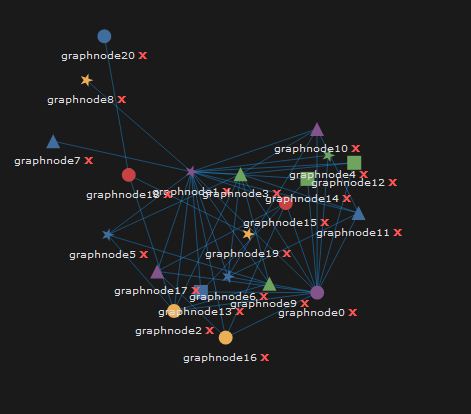 graphnode20 x
graphnode8 x
graphnode7 x
graphnode10 x
graphnode4 x
graphnode12 x
graphnode1 x
graphnode3 x
graphnode14 x
graphnode15 x
graphnode11 x
graphnode5 x
graphnode19 x
graphnode17 x
graphnode6 x
graphnode9 x
graphnode13 x
graphnode0 x
graphnode2 x
graphnode16 x